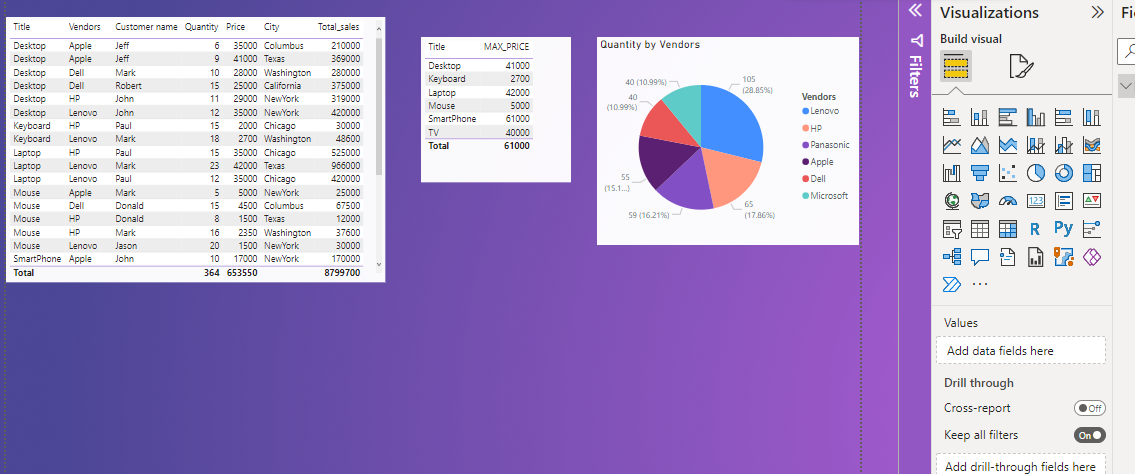 Title Vendors Customer name Quantity Price City Total_sales
Desktop Apple Jeff 6 35000 Columbus 210000
Desktop Apple Jeff 9 41000 Texas 369000
Desktop Dell Mark 10 28000 Washington 280000
Desktop Dell Robert 15 25000 California 375000
Desktop HP John 11 29000 NewYork 319000
Desktop Lenovo John 12 35000 NewYork 420000
Keyboard HP Paul 15 2000 Chicago 30000
Keyboard Lenovo Mark 18 2700 Washington 48600
Laptop HP Paul 15 35000 Chicago 525000
Laptop Lenovo Mark 23 42000 Texas 966000
Laptop Lenovo Paul 12 35000 Chicago 420000
Mouse Apple Mark 5 5000 NewYork 25000
Mouse Dell Donald 15 4500 Columbus 67500
Mouse HP Donald 8 1500 Texas 12000
Mouse HP Mark 16 2350 Washington 37600
Mouse Lenovo Jason 20 1500 NewYork 30000
SmartPhone Apple John 10 17000 NewYork 170000
Total 364 653550 8799700
Title MAX_PRICE
Desktop 41000
Keyboard 2700
Laptop 42000
Mouse 5000
SmartPhone 61000
TV 40000
Total 61000
Quantity by Vendors
40 (10.99%)
105
(28.85%)
40
(10.99%)
55
(15.1...)
59 (16.21%)
65
(17.86%)
Vendors
Lenovo
HP
Panasonic
Apple
Dell
Microsoft
Filters
Visualizations
Build visual
123
R
Py
Values
Add data fields here
Drill through
Cross-report
Off
Keep all filters
On
Add drill-through fields here